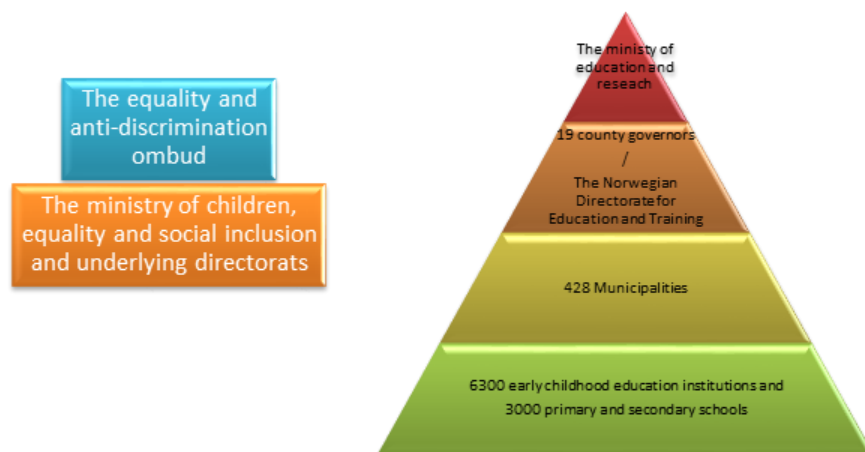 The equality and
anti-discrimination
ombud
The ministry of children,
equality and social inclusion
and underlying directorats
The ministy of
education and
reseach
19 county governors
/
The Norwegian
Directorate for
Education and Training
428 Municipalities
6300 early childhood education institutions and
3000 primary and secondary schools